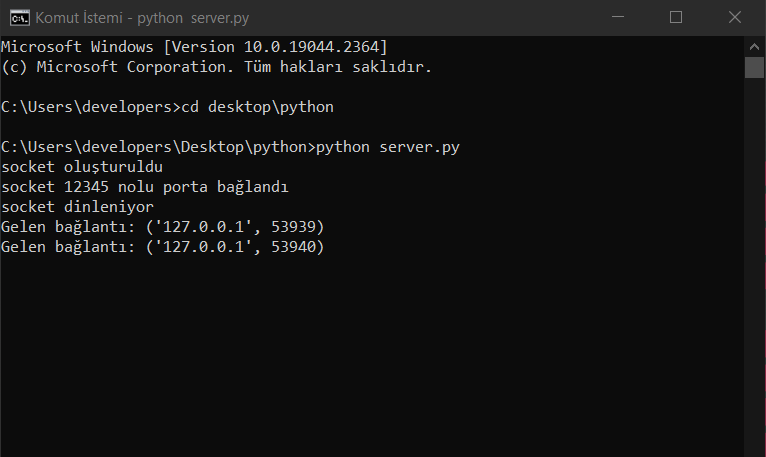 Komut İstemi - python  server.py
Microsoft Windows [Version 10.0.19044.2364]
(c) Microsoft Corporation. Tüm hakları saklıdır.
C:\Users\developers>cd desktop\python
C:\Users\developers\Desktop\python>python server.py
socket oluşturuldu
socket 12345 nolu porta bağlandı
socket dinleniyor
Gelen bağlantı: ('127.0.0.1', 53939)
Gelen bağlantı: ('127.0.0.1', 53940)